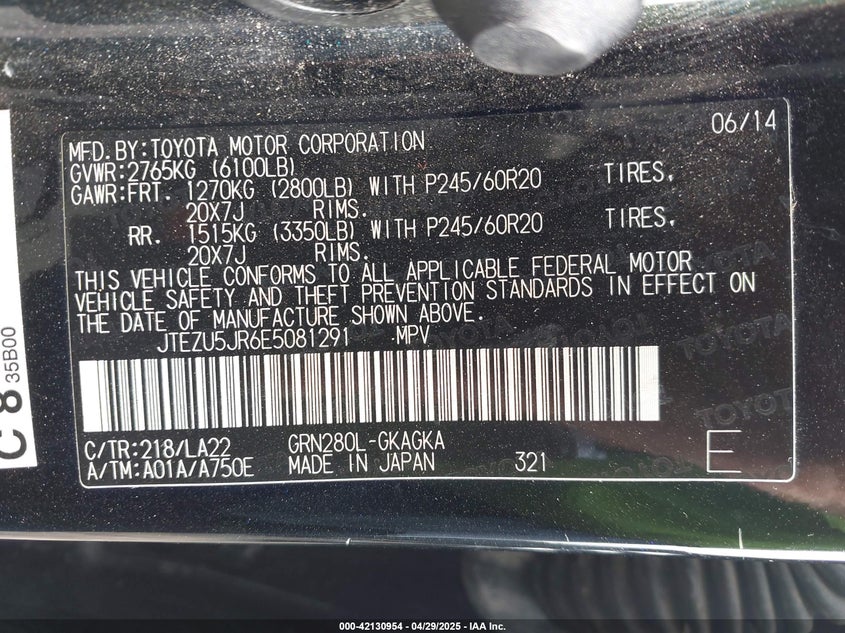 06/14
MFD.BY:TOYOTA MOTOR CORPORATION
GVWR:2765KG (6100LB)
GAWR:FRT. 1270KG (2800LB) WITH P245/60R20 TIRES,
20X7J RIMS.
RR. 1515KG (3350LB) WITH P245/60R20 TIRES,
20X7J RIMS.
THIS VEHICLE CONFORMS TO ALL APPLICABLE FEDERAL MOTOR
VEHICLE SAFETY AND THEFT PREVENTION STANDARDS IN EFFECT ON
THE DATE OF MANUFACTURE SHOWN ABOVE.
JTEZU5JR6E5081291 MPV
C/TR:218/LA22 GRN280L-GKAGKA
A/TM:A01A/A750E MADE IN JAPAN 321 E
C 8 35B00
TOYOTA
000-42130954 - 04/29/2025 - IAA Inc.